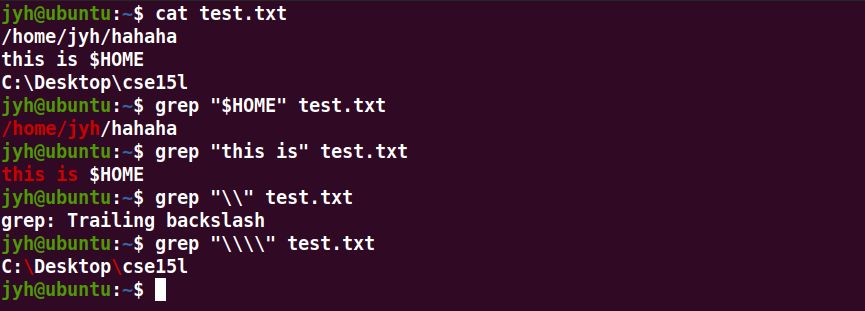 jyh@ubuntu:~$ cat test.txt
/home/jyh/hahaha
this is $HOME
C:\Desktop\cse15l
jyh@ubuntu:~$ grep "$HOME" test.txt
/home/jyh/hahaha
jyh@ubuntu:~$ grep "this is" test.txt
this is $HOME
jyh@ubuntu:~$ grep "\\" test.txt
grep: Trailing backslash
jyh@ubuntu:~$ grep "\\\\" test.txt
C:\Desktop\cse15l
jyh@ubuntu:~$